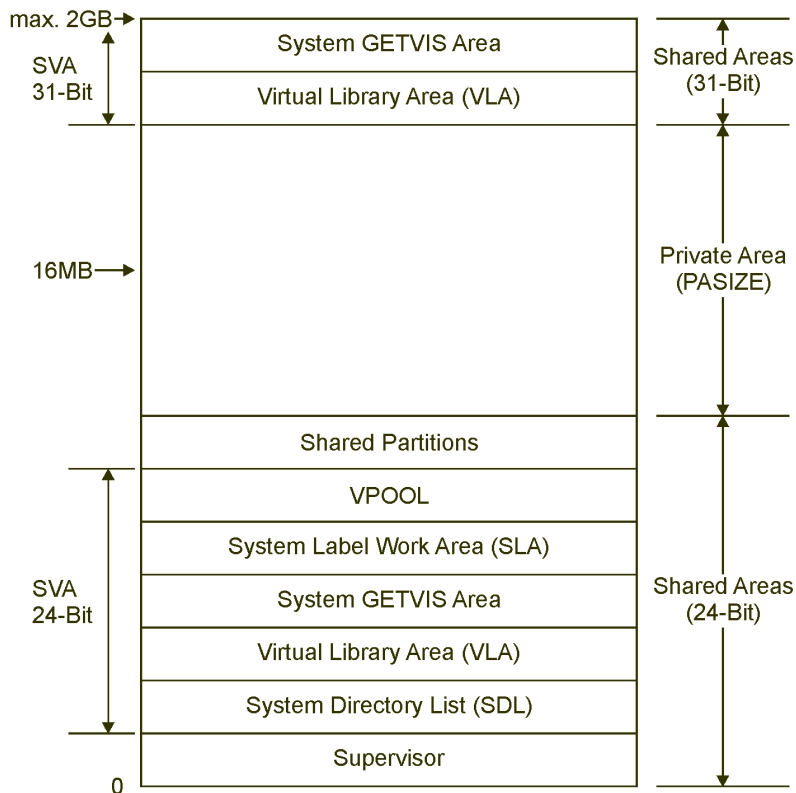 max. 2GB
System GETVIS Area
SVA
31-Bit
Shared Areas
(31-Bit)
Virtual Library Area (VLA)
16MB
Private Area
(PASIZE)
Shared Partitions
VPOOL
System Label Work Area (SLA)
SVA
24-Bit
System GETVIS Area
Shared Areas
(24-Bit)
Virtual Library Area (VLA)
System Directory List (SDL)
Supervisor
0